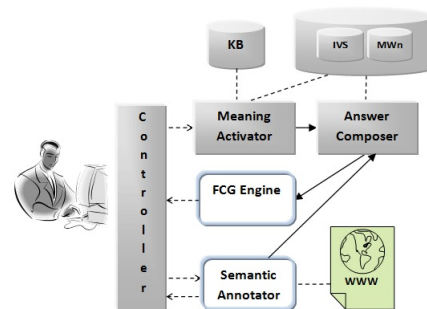 KB
IVS
MWn
C
o
n
t
r
o
l
l
e
r
Meaning
Activator
Answer
Composer
FCG Engine
Semantic
Annotator
WWW